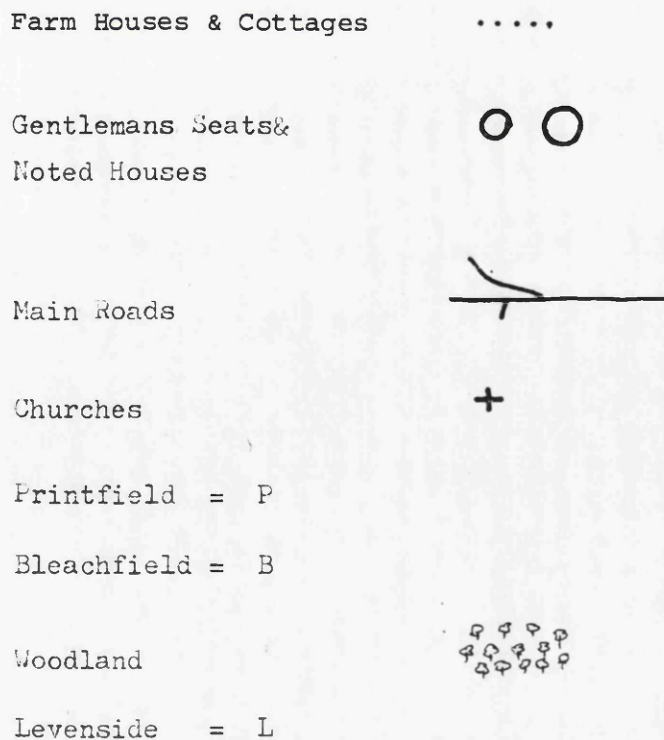 Farm Houses & Cottages
Gentlemans Seats&
Noted Houses
Main Roads
Churches
Printfield = P
Bleachfield = B
Woodland
Levenside = L